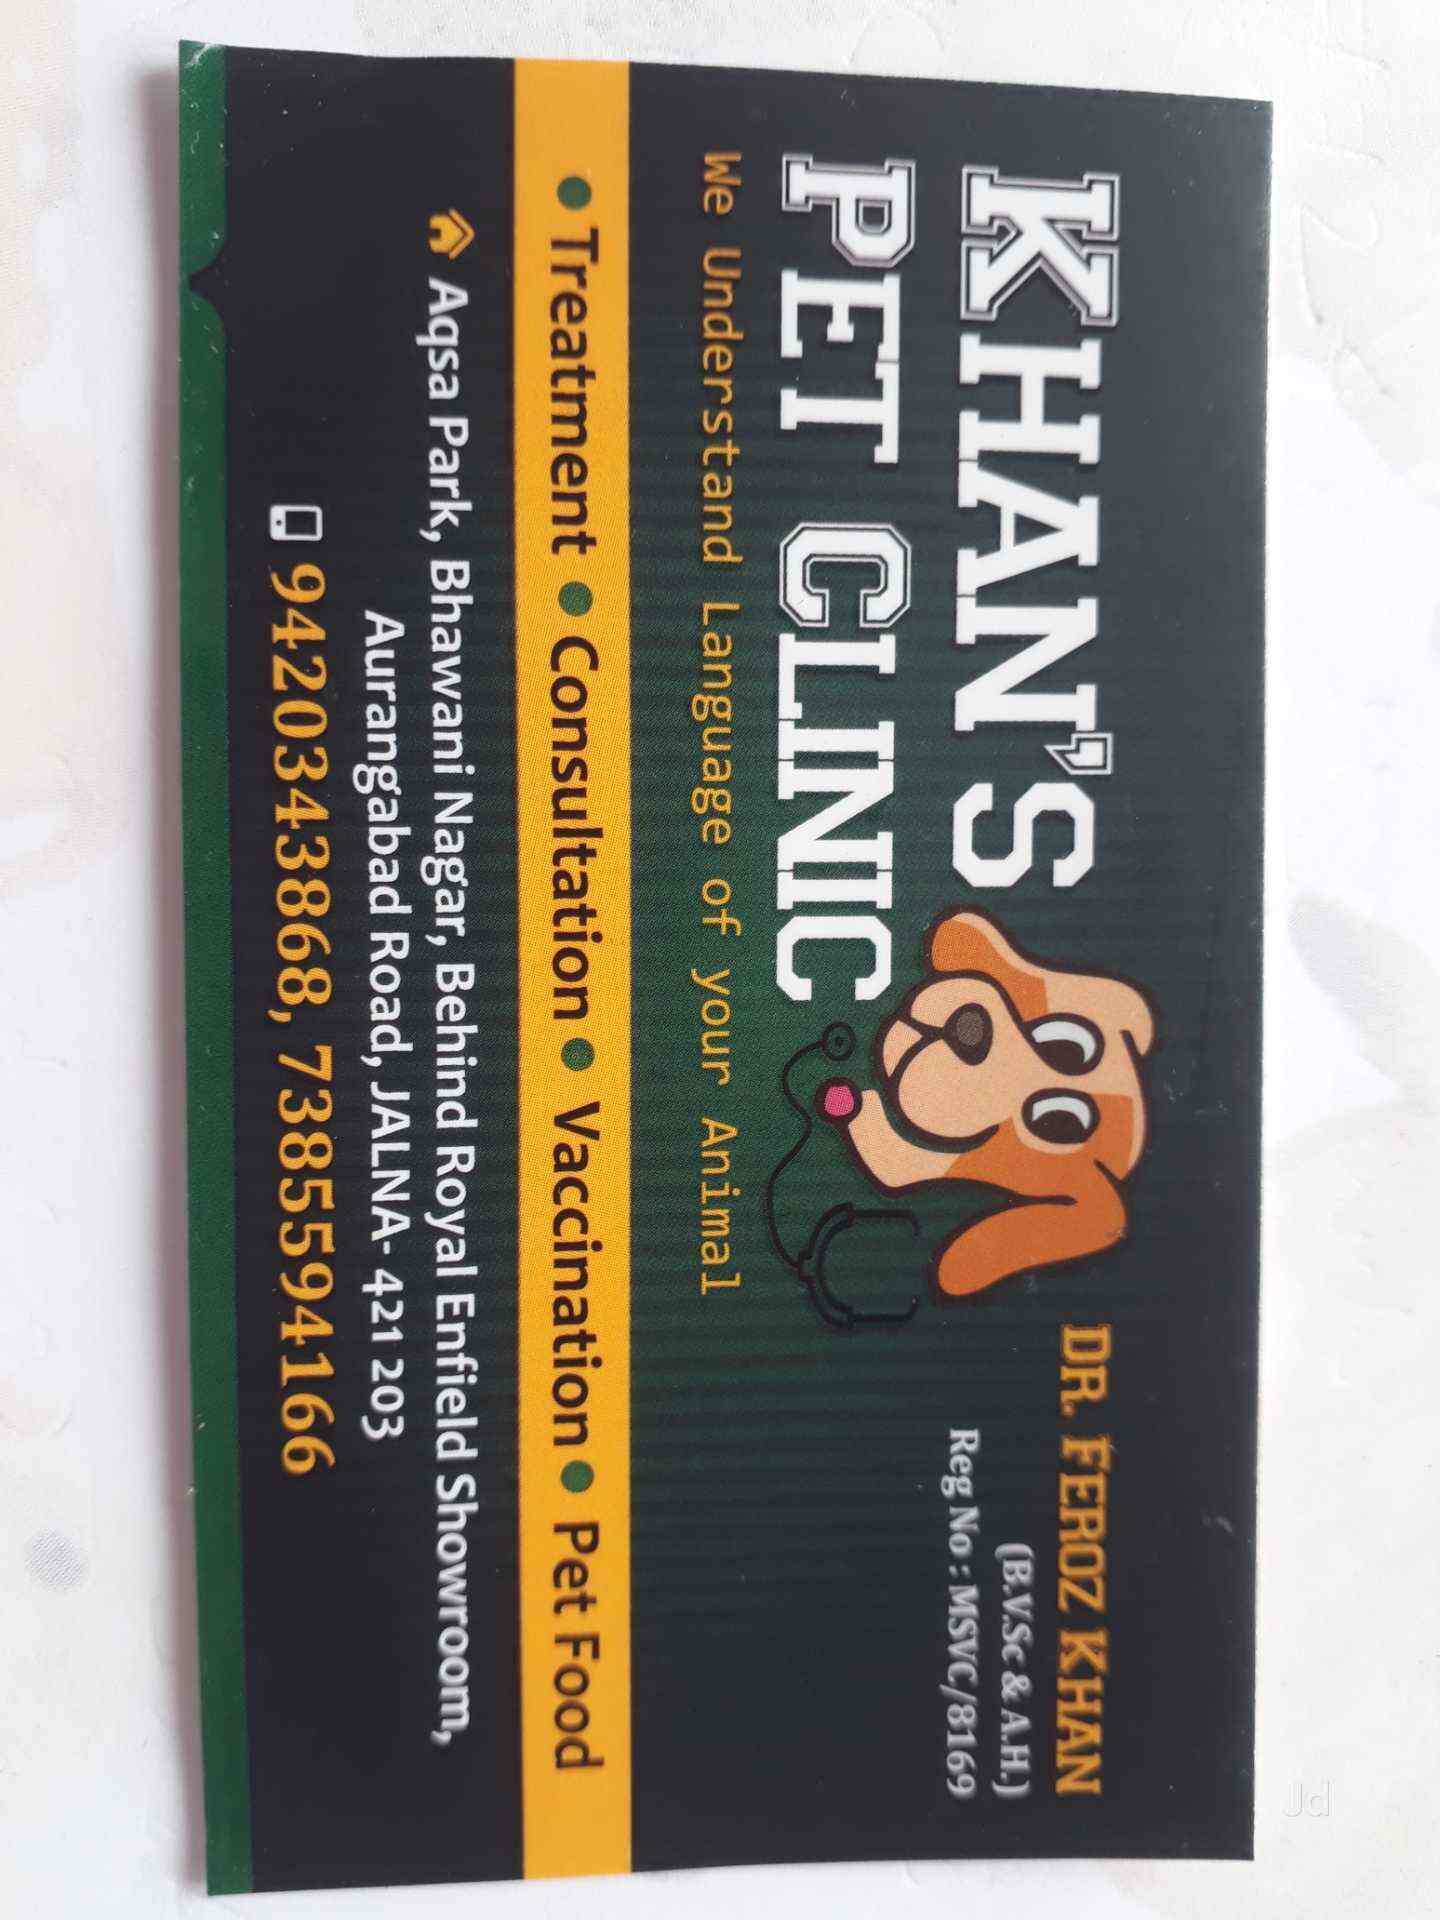 KHAN'S
PET CLINIC
We Understand Language of your Animal
DR. FEROZ KHAN
(B.V.Sc & A.H.)
Reg No : MSVC/8169
• Treatment • Consultation • Vaccination • Pet Food
Aqsa Park, Bhawani Nagar, Behind Royal Enfield Showroom,
Aurangabad Road, JALNA- 421 203
9420343868, 7385594166
Jd